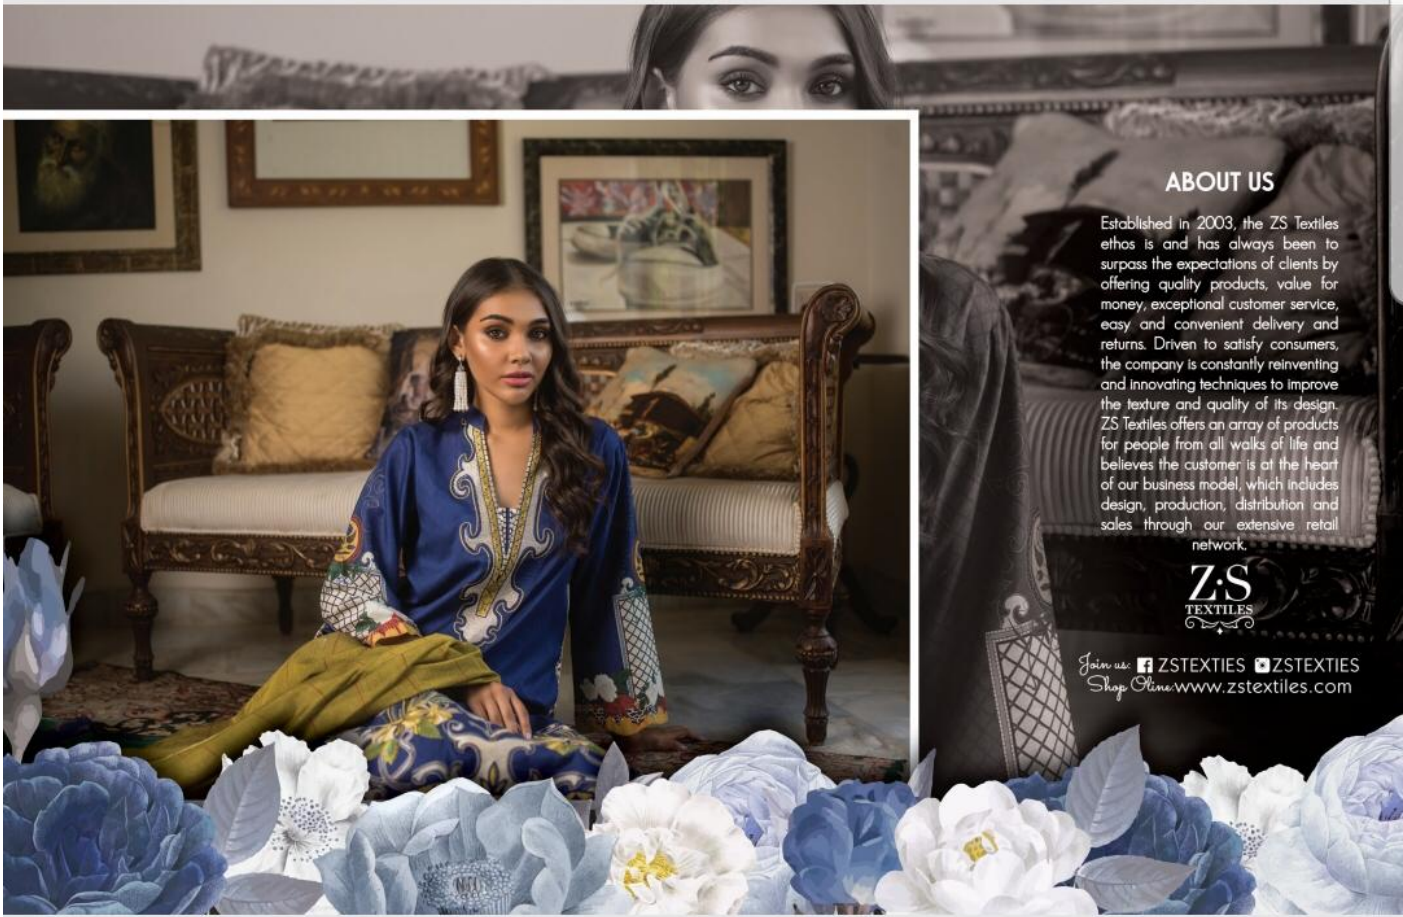 ABOUT US
Established in 2003, the ZS Textiles
ethos is and has always been to
surpass the expectations of clients by
offering quality products, value for
money, exceptional customer service,
easy and convenient delivery and
returns. Driven to satisfy consumers,
the company is constantly reinventing
and innovating techniques to improve
the texture and quality of its design.
ZS Textiles offers an array of products
for people from all walks of life and
believes the customer is at the heart
of our business model, which includes
design, production, distribution and
sales through our extensive retail
network.
Z·S
TEXTILES
Join us: ZSTEXTIES ZSTEXTIES
Shop Oline:www.zstextiles.com